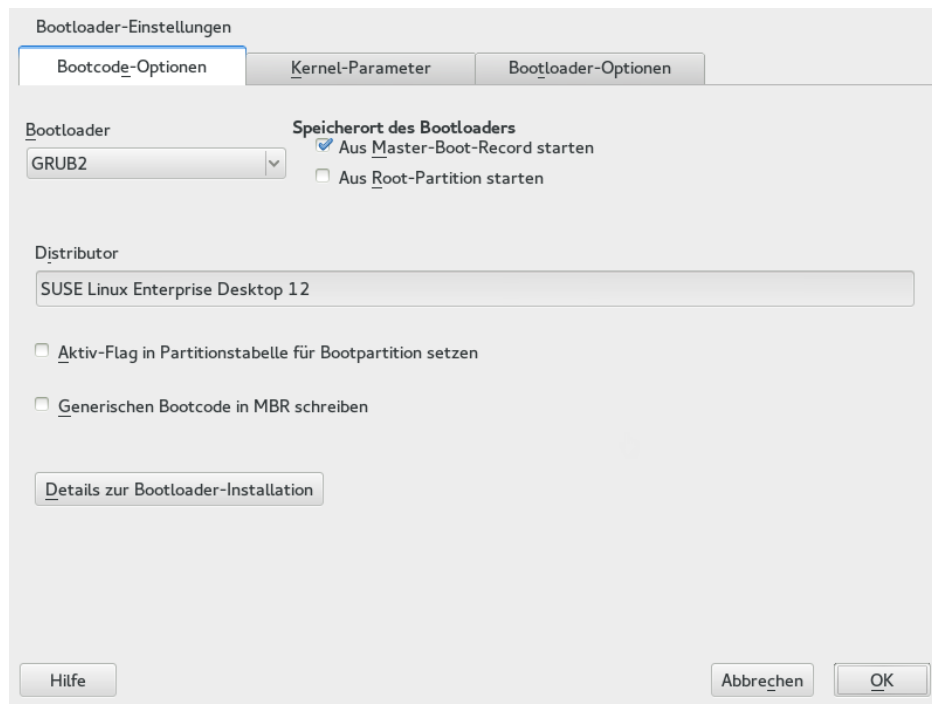 Bootloader-Einstellungen
Bootcode-Optionen
Kernel-Parameter
Bootloader-Optionen
Bootloader
GRUB2
Speicherort des Bootloaders
Aus Master-Boot-Record starten
Aus Root-Partition starten
Distributor
SUSE Linux Enterprise Desktop 12
Aktiv-Flag in Partitionstabelle für Bootpartition setzen
Generischen Bootcode in MBR schreiben
Details zur Bootloader-Installation
Hilfe
Abbrechen
OK